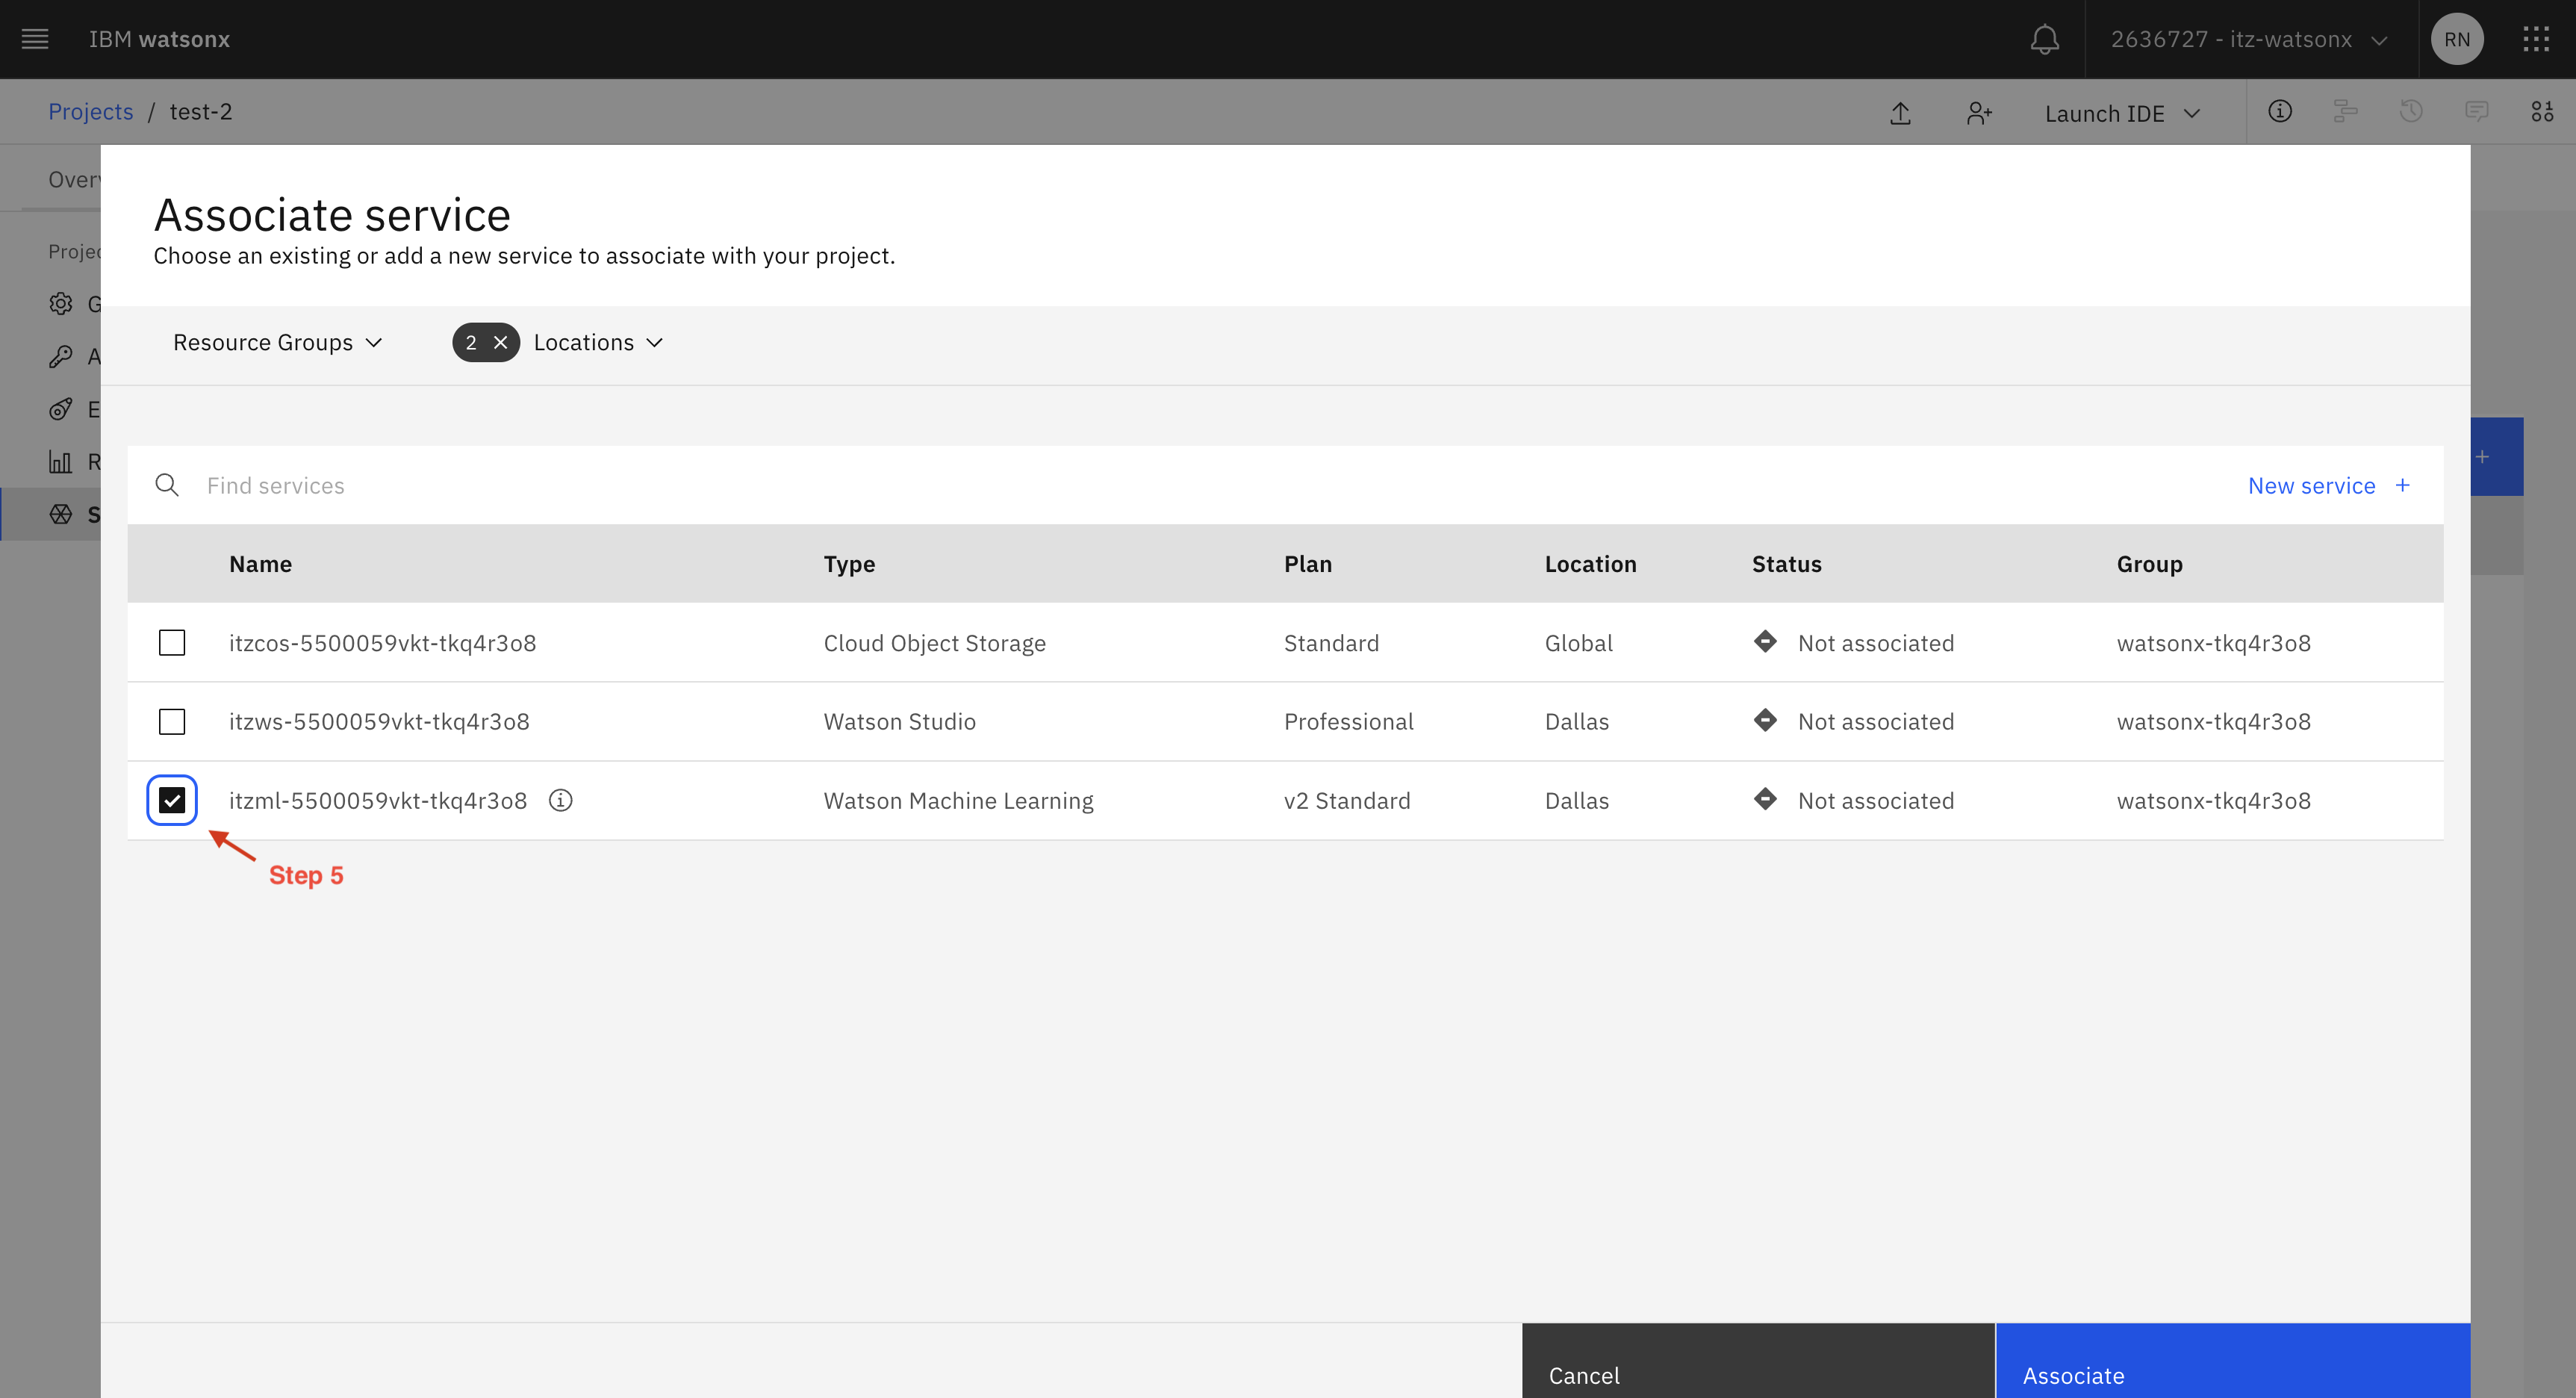 IBM watsonx
2636727 - itz-watsonx
RN
Projects / test-2
Launch IDE
Associate service
Choose an existing or add a new service to associate with your project.
Resource Groups
2
Locations
Find services
New service +
Name Type Plan Location Status Group
itzcos-5500059vkt-tkq4r3o8 Cloud Object Storage Standard Global Not associated watsonx-tkq4r3o8
itzws-5500059vkt-tkq4r3o8 Watson Studio Professional Dallas Not associated watsonx-tkq4r3o8
itzml-5500059vkt-tkq4r3o8 Watson Machine Learning v2 Standard Dallas Not associated watsonx-tkq4r3o8
Step 5
Cancel
Associate